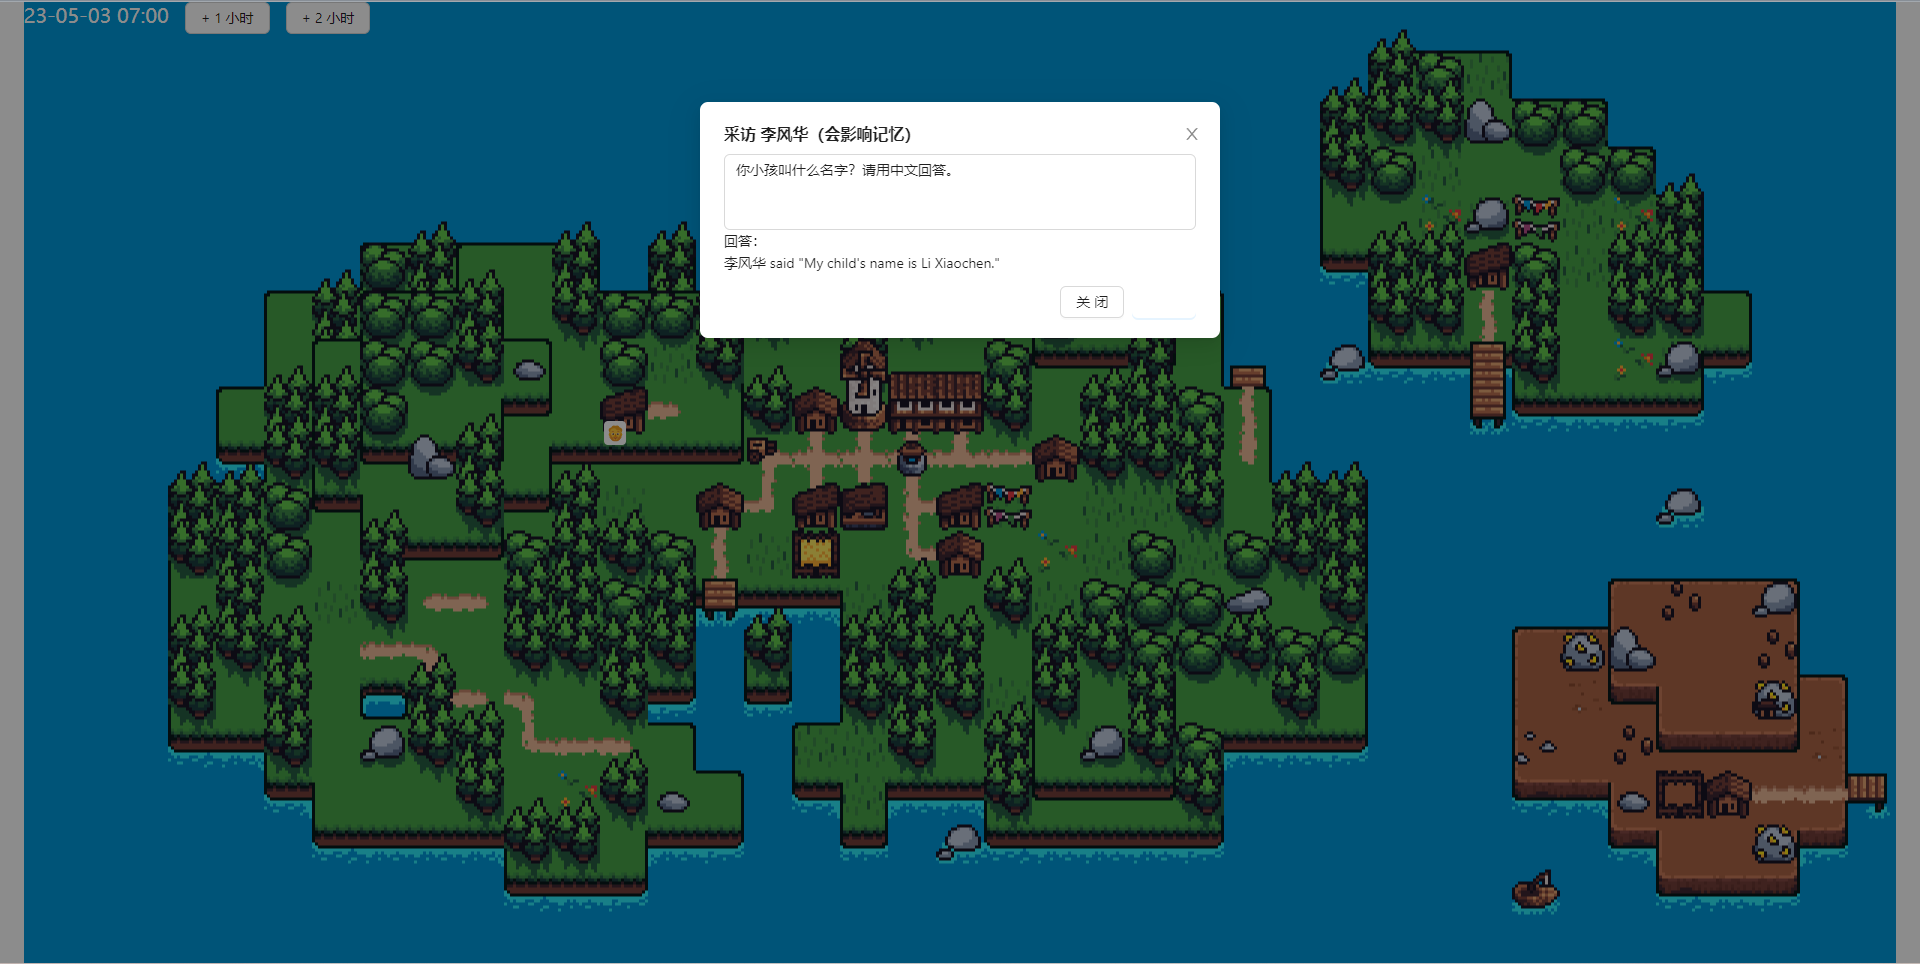 23-05-03 07:00 + 1 小时 + 2 小时
采访 李风华（会影响记忆）
你小孩叫什么名字？请用中文回答。
回答：
李风华 said "My child's name is Li Xiaochen."
关 闭